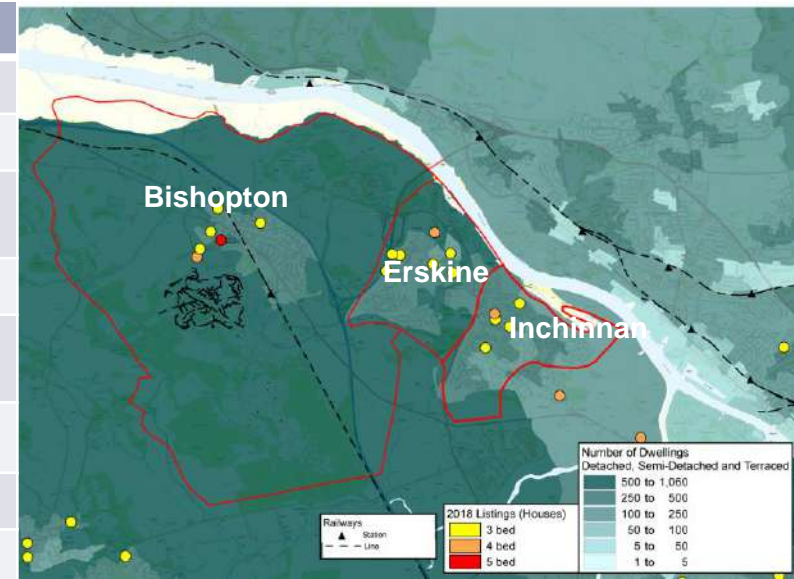 Bishopton
Erskine
Inchinnan
Railways
Station
Line
2018 Listings (Houses)
3 bed
4 bed
5 bed
Number of Dwellings
Detached, Semi-Detached and Terraced
500 to 1,060
250 to 500
100 to 250
50 to 100
5 to 50
1 to 5